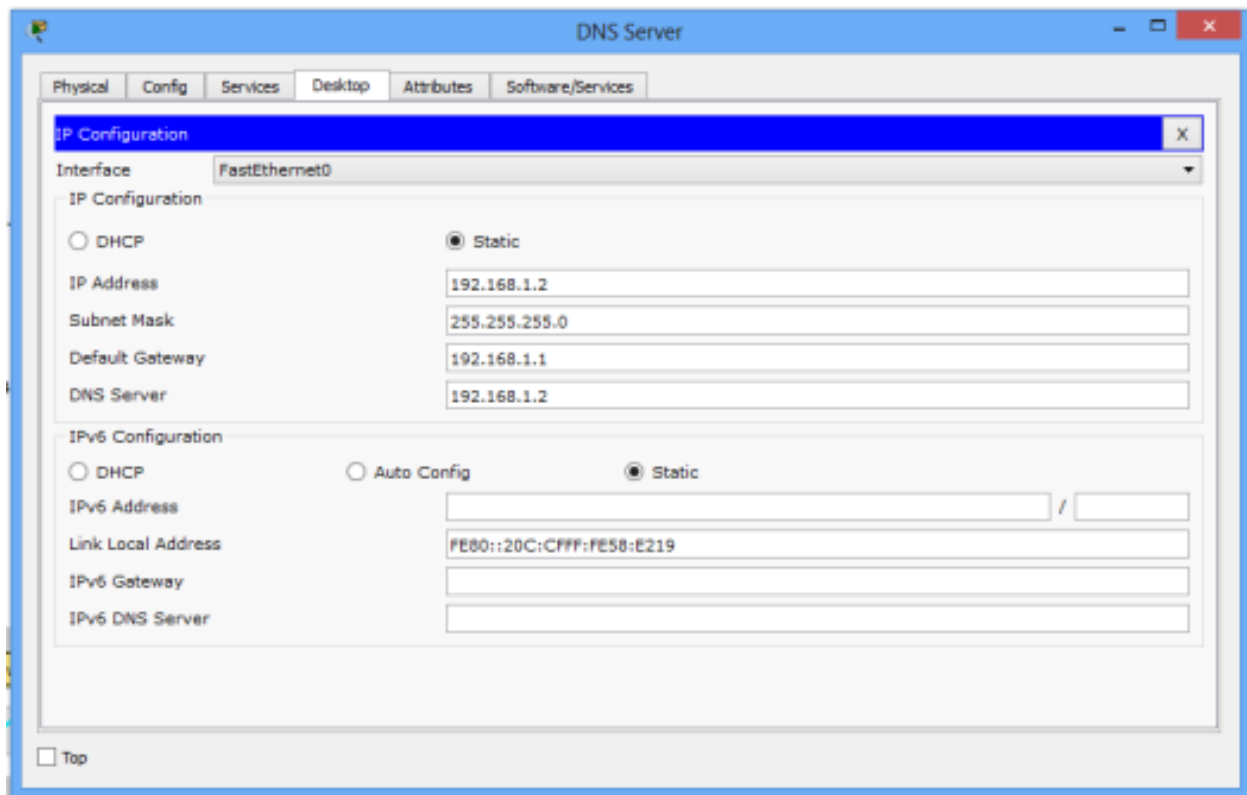 DNS Server
Physical Config Services Desktop Attributes Software/Services
IP Configuration X
Interface FastEthernet0
IP Configuration
DHCP Static
IP Address 192.168.1.2
Subnet Mask 255.255.255.0
Default Gateway 192.168.1.1
DNS Server 192.168.1.2
IPv6 Configuration
DHCP Auto Config Static
IPv6 Address /
Link Local Address FE80::20C:CFFF:FE58:E219
IPv6 Gateway
IPv6 DNS Server
Top